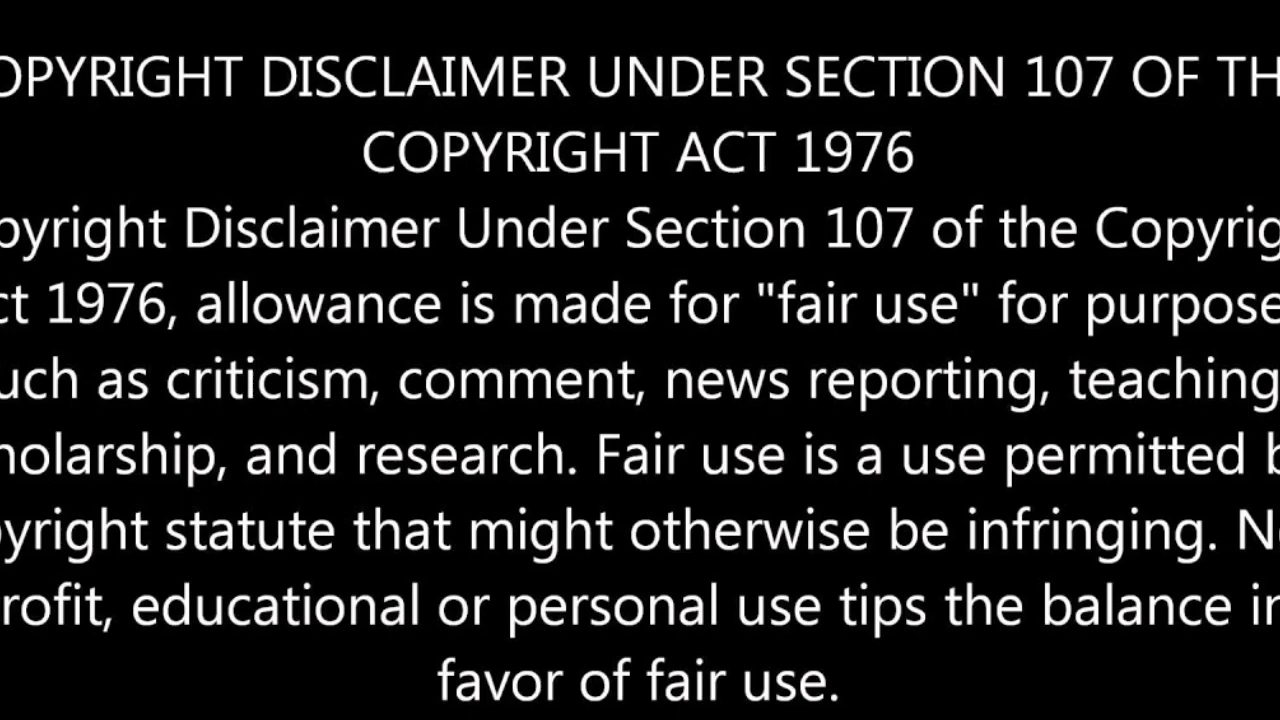 OPYRIGHT DISCLAIMER UNDER SECTION 107 OF TH
COPYRIGHT ACT 1976
pyright Disclaimer Under Section 107 of the Copyrig
ct 1976, allowance is made for "fair use" for purpose
uch as criticism, comment, news reporting, teaching
holarship, and research. Fair use is a use permitted b
pyright statute that might otherwise be infringing. N
rofit, educational or personal use tips the balance in
favor of fair use.